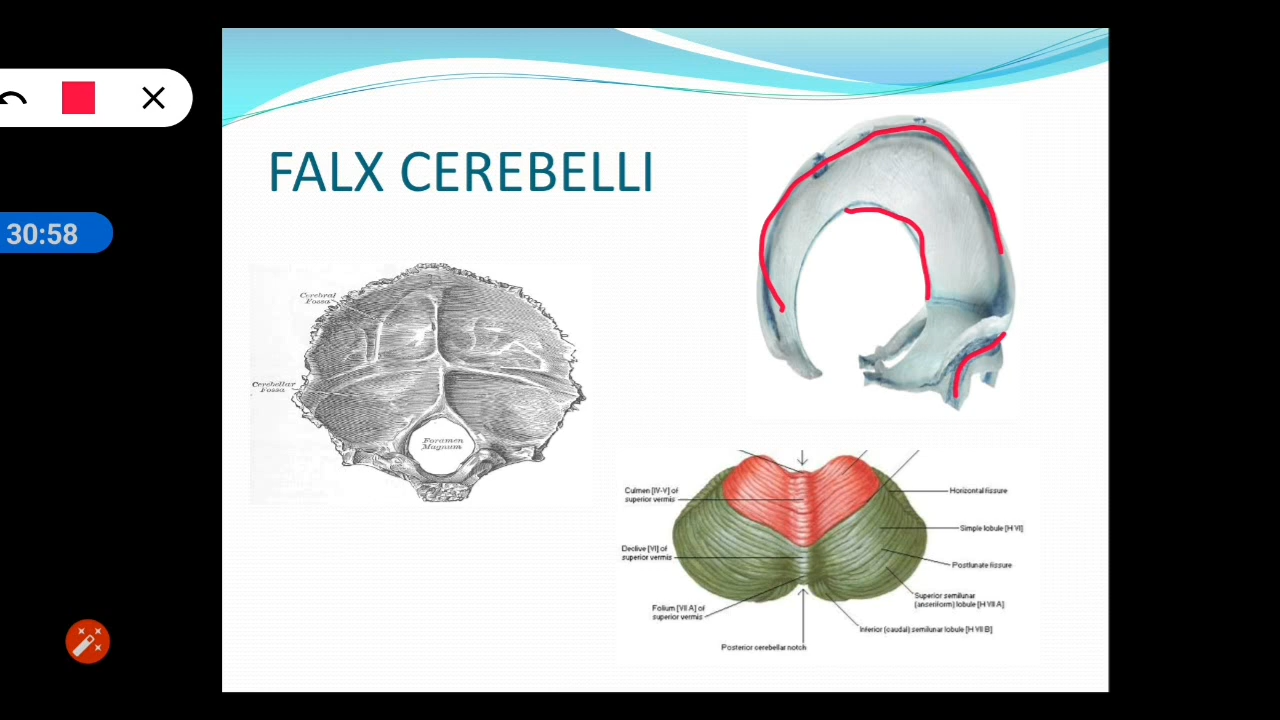 30:58
FALX CEREBELLI
Cerebral
Fossa
Cerebellar
Fossa
Foramen
Magnum
Culmen [IV-V] of
superior vermis
Declive [VI] of
superior vermis
Folium [VII A] of
superior vermis
Posterior cerebellar notch
Horizontal fissure
Simple lobule [H VI]
Postlunate fissure
Superior semilunar
(ansiform) lobule [H VII A]
Inferior (caudal) semilunar lobule [H VII B]